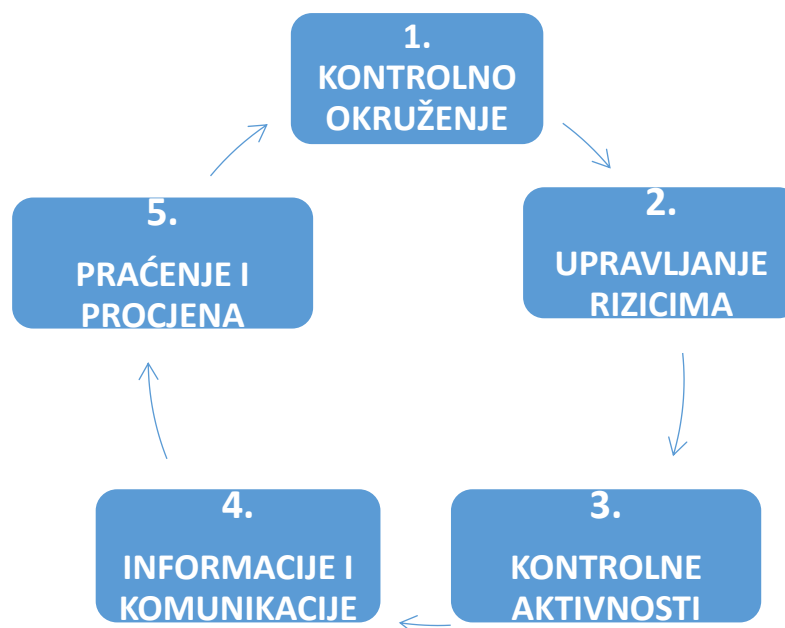 1.
KONTROLNO
OKRUŽENJE
2.
UPRAVLJANJE
RIZICIMA
3.
KONTROLNE
AKTIVNOSTI
4.
INFORMACIJE I
KOMUNIKACIJE
5.
PRAĆENJE I
PROCJENA